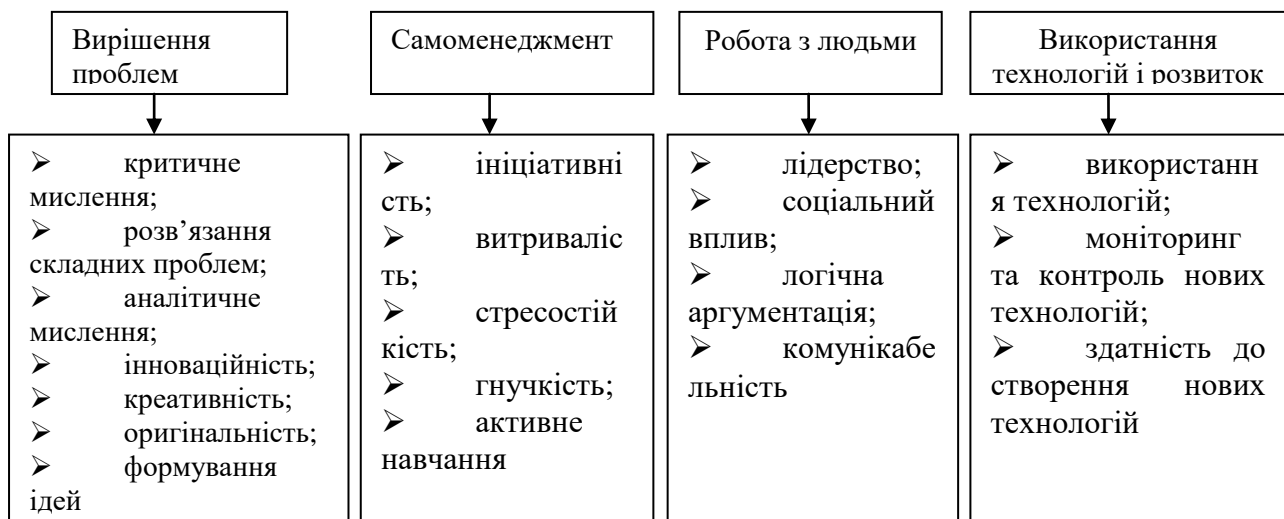 Вирішення
проблем
Самоменеджмент
Робота з людьми
Використання
технологій і розвиток
➢ критичне
мислення;
➢ розв’язання
складних проблем;
➢ аналітичне
мислення;
➢ інноваційність;
➢ креативність;
➢ оригінальність;
➢ формування
ідей
➢ ініціативні
сть;
➢ витриваліс
ть;
➢ стресостій
кість;
➢ гнучкість;
➢ активне
навчання
➢ лідерство;
➢ соціальний
вплив;
➢ логічна
аргументація;
➢ комунікабе
льність
➢ використанн
я технологій;
➢ моніторинг
та контроль нових
технологій;
➢ здатність до
створення нових
технологій